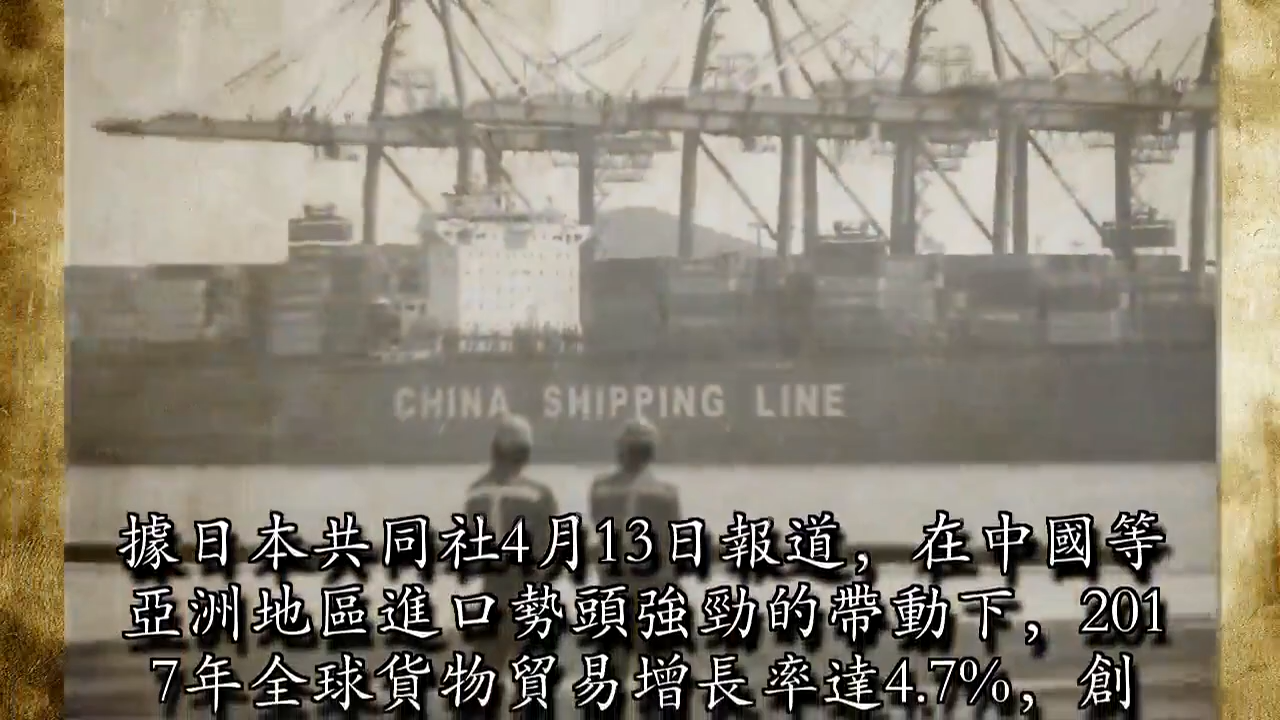 CHINA SHIPPING LINE
據日本共同社4月13日報道，在中國等
亞洲地區進口勢頭強勁的帶動下，201
7年全球貨物貿易增長率達4.7%，創